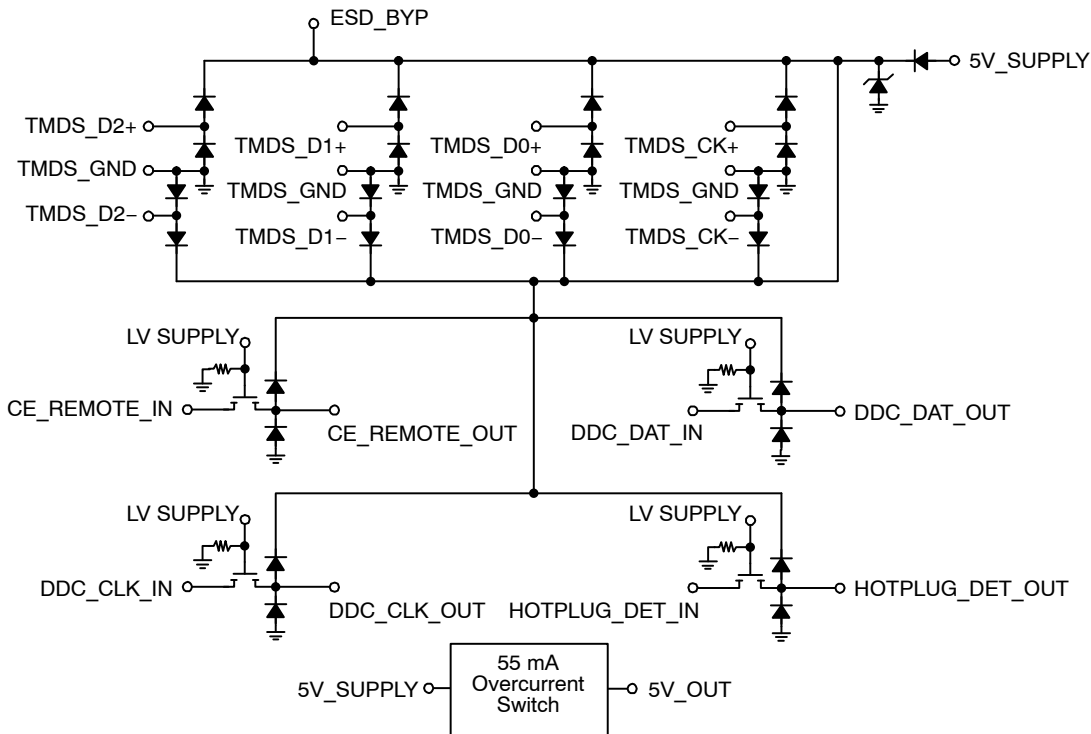 ESD_BYP
5V_SUPPLY
TMDS_D2+
TMDS_D1+
TMDS_D0+
TMDS_CK+
TMDS_GND
TMDS_GND
TMDS_GND
TMDS_GND
TMDS_D2−
TMDS_D1−
TMDS_D0−
TMDS_CK−
LV SUPPLY
LV SUPPLY
CE_REMOTE_IN
CE_REMOTE_OUT
DDC_DAT_IN
DDC_DAT_OUT
LV SUPPLY
LV SUPPLY
DDC_CLK_IN
DDC_CLK_OUT
HOTPLUG_DET_IN
HOTPLUG_DET_OUT
5V_SUPPLY
55 mA
Overcurrent
Switch
5V_OUT